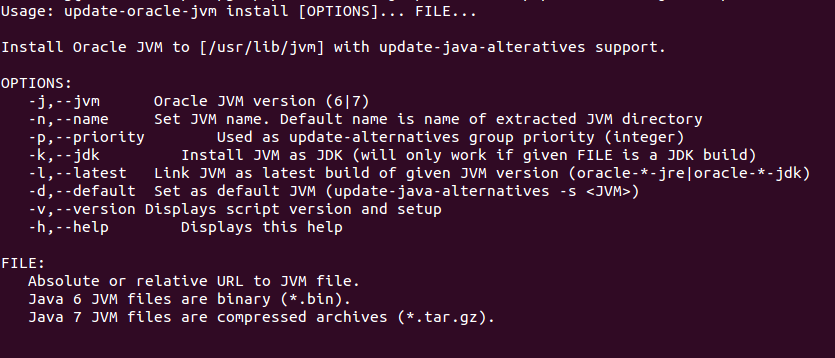 Usage: update-oracle-jvm install [OPTIONS]... FILE...
Install Oracle JVM to [/usr/lib/jvm] with update-java-alteratives support.
OPTIONS:
-j,--jvm      Oracle JVM version (6|7)
-n,--name     Set JVM name. Default name is name of extracted JVM directory
-p,--priority        Used as update-alternatives group priority (integer)
-k,--jdk         Install JVM as JDK (will only work if given FILE is a JDK build)
-l,--latest   Link JVM as latest build of given JVM version (oracle-*-jre|oracle-*-jdk)
-d,--default  Set as default JVM (update-java-alternatives -s <JVM>)
-v,--version Displays script version and setup
-h,--help        Displays this help
FILE:
Absolute or relative URL to JVM file.
Java 6 JVM files are binary (*.bin).
Java 7 JVM files are compressed archives (*.tar.gz).